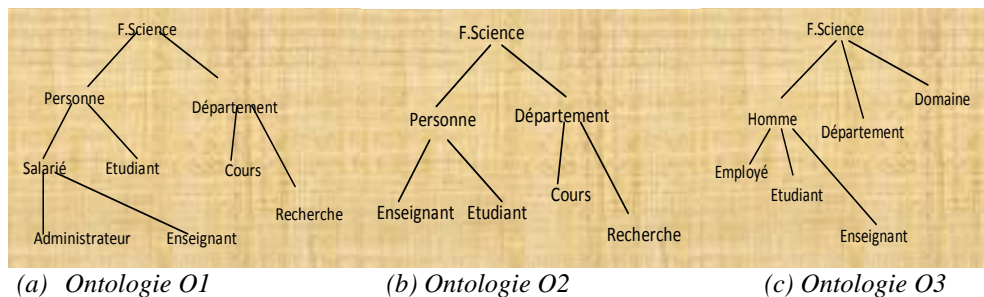 F.Science
Personne
Département
Salarié
Etudiant
Cours
Recherche
Administrateur
Enseignant
(a) Ontologie O1
F.Science
Personne
Département
Cours
Enseignant
Etudiant
Recherche
(b) Ontologie O2
F.Science
Domaine
Homme
Département
Employé
Etudiant
Enseignant
(c) Ontologie O3